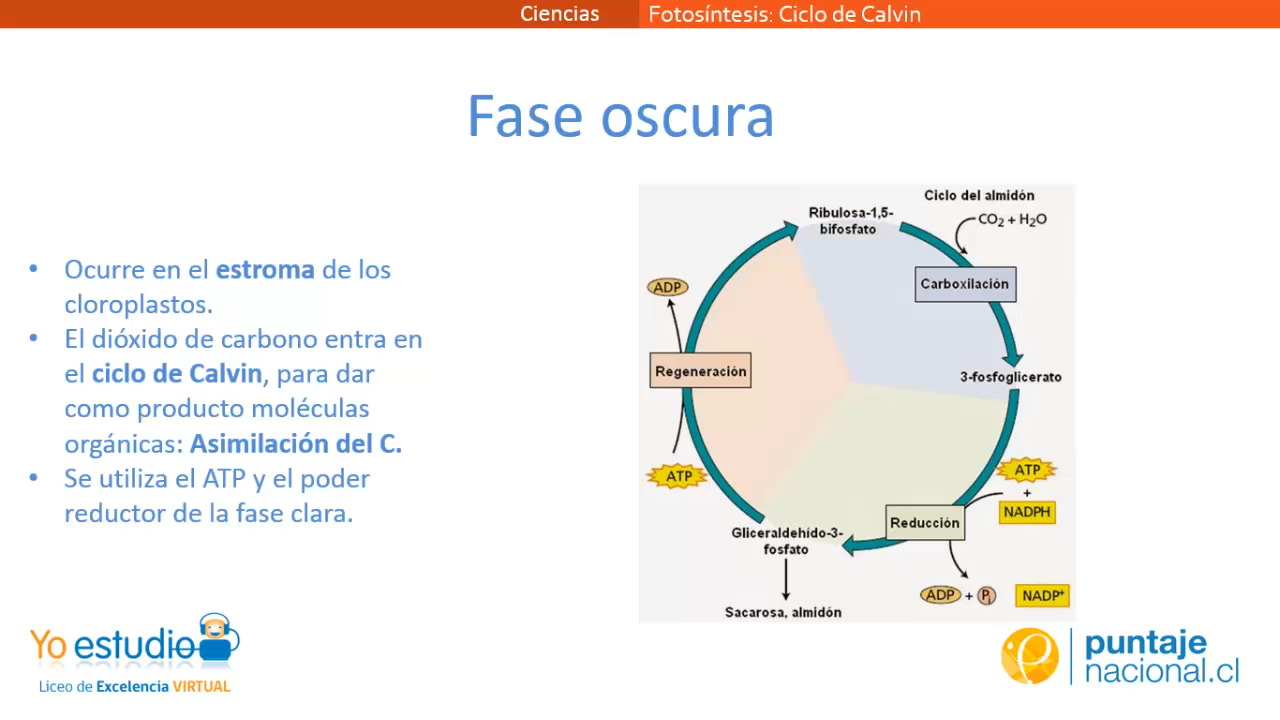 Ciencias
Fotosíntesis: Ciclo de Calvin
Fase oscura
• Ocurre en el estroma de los
cloroplastos.
• El dióxido de carbono entra en
el ciclo de Calvin, para dar
como producto moléculas
orgánicas: Asimilación del C.
• Se utiliza el ATP y el poder
reductor de la fase clara.
Ciclo del almidón
CO₂ + H₂O
Ribulosa-1,5-
bifosfato
Carboxilación
3-fosfoglicerato
ATP
+
NADPH
Reducción
ADP + Pi
NADP⁺
Gliceraldehído-3-
fosfato
Sacarosa, almidón
ATP
Regeneración
ADP
Yo estudio
Liceo de Excelencia VIRTUAL
puntaje
nacional.cl